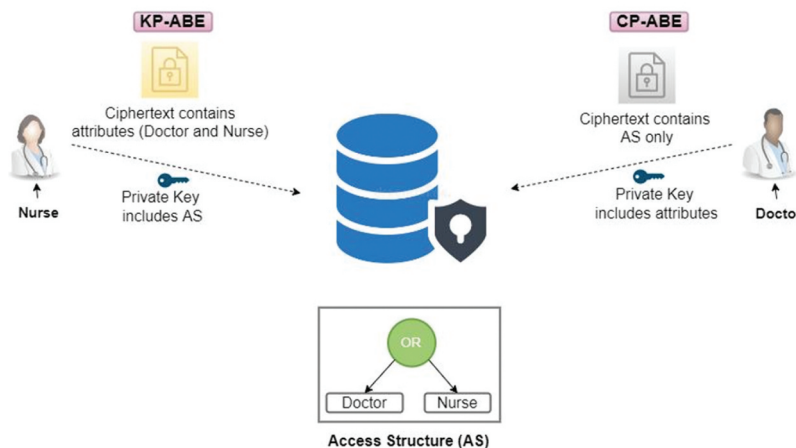 KP-ABE
Ciphertext contains
attributes (Doctor and Nurse)
Nurse
Private Key
includes AS
CP-ABE
Ciphertext contains
AS only
Private Key
includes attributes
Docto
OR
Doctor
Nurse
Access Structure (AS)